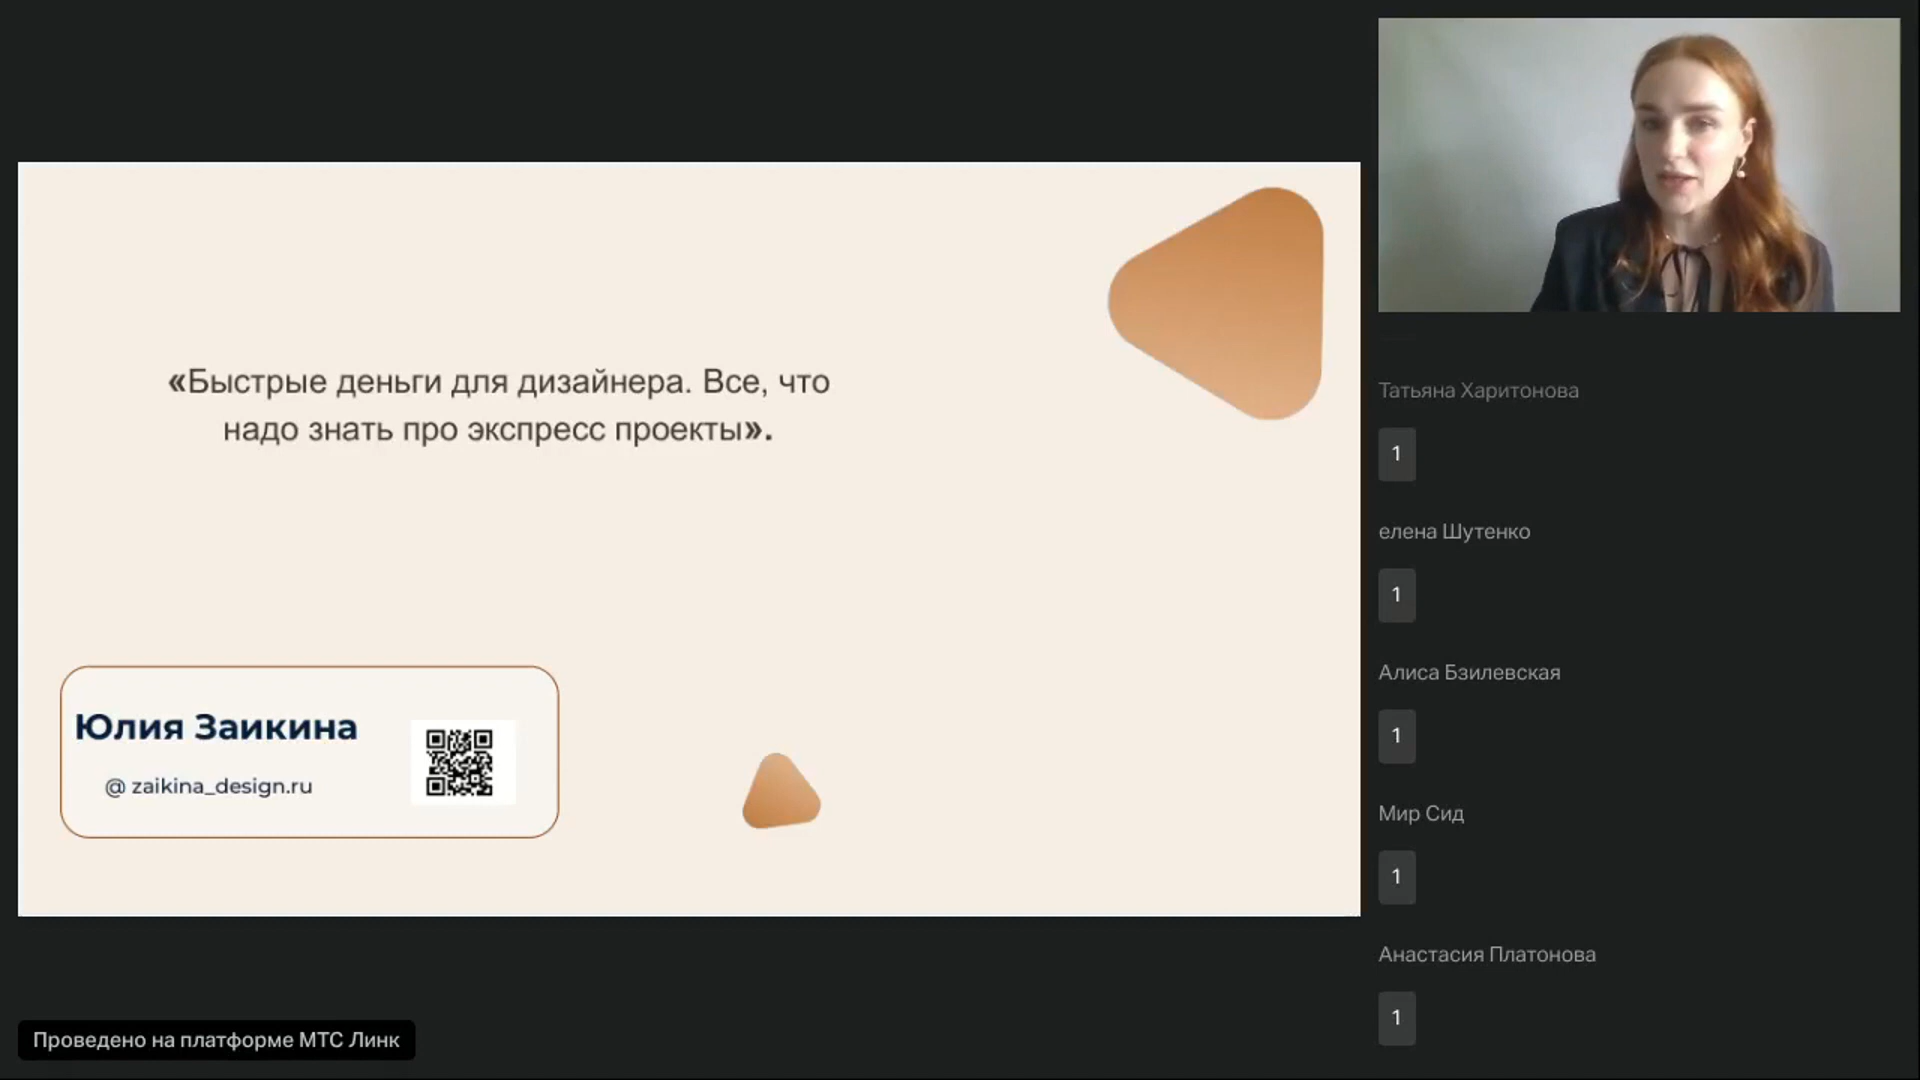 «Быстрые деньги для дизайнера. Все, что
надо знать про экспресс проекты».
Юлия Заикина
@ zaikina_design.ru
Проведено на платформе МТС Линк
Татьяна Харитонова
1
елена Шутенко
1
Алиса Бзилевская
1
Мир Сид
1
Анастасия Платонова
1